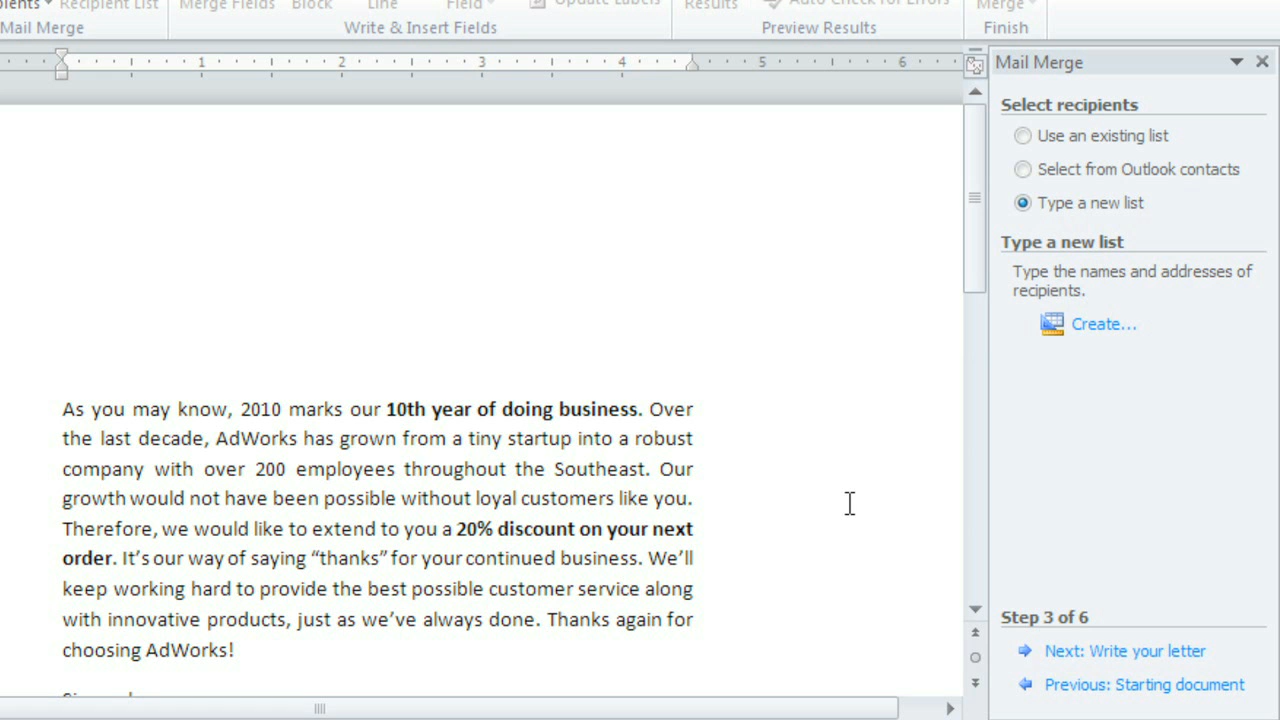 Recipient List
Merge Fields
Block
Line
Field
Update Labels
Results
Auto Check for Errors
Merge
Mail Merge
Write & Insert Fields
Preview Results
Finish
1 2 3 4 5 6
Mail Merge
Select recipients
Use an existing list
Select from Outlook contacts
Type a new list
Type a new list
Type the names and addresses of
recipients.
Create...
As you may know, 2010 marks our 10th year of doing business. Over
the last decade, AdWorks has grown from a tiny startup into a robust
company with over 200 employees throughout the Southeast. Our
growth would not have been possible without loyal customers like you.
Therefore, we would like to extend to you a 20% discount on your next
order. It’s our way of saying “thanks” for your continued business. We’ll
keep working hard to provide the best possible customer service along
with innovative products, just as we’ve always done. Thanks again for
choosing AdWorks!
Step 3 of 6
Next: Write your letter
Previous: Starting document